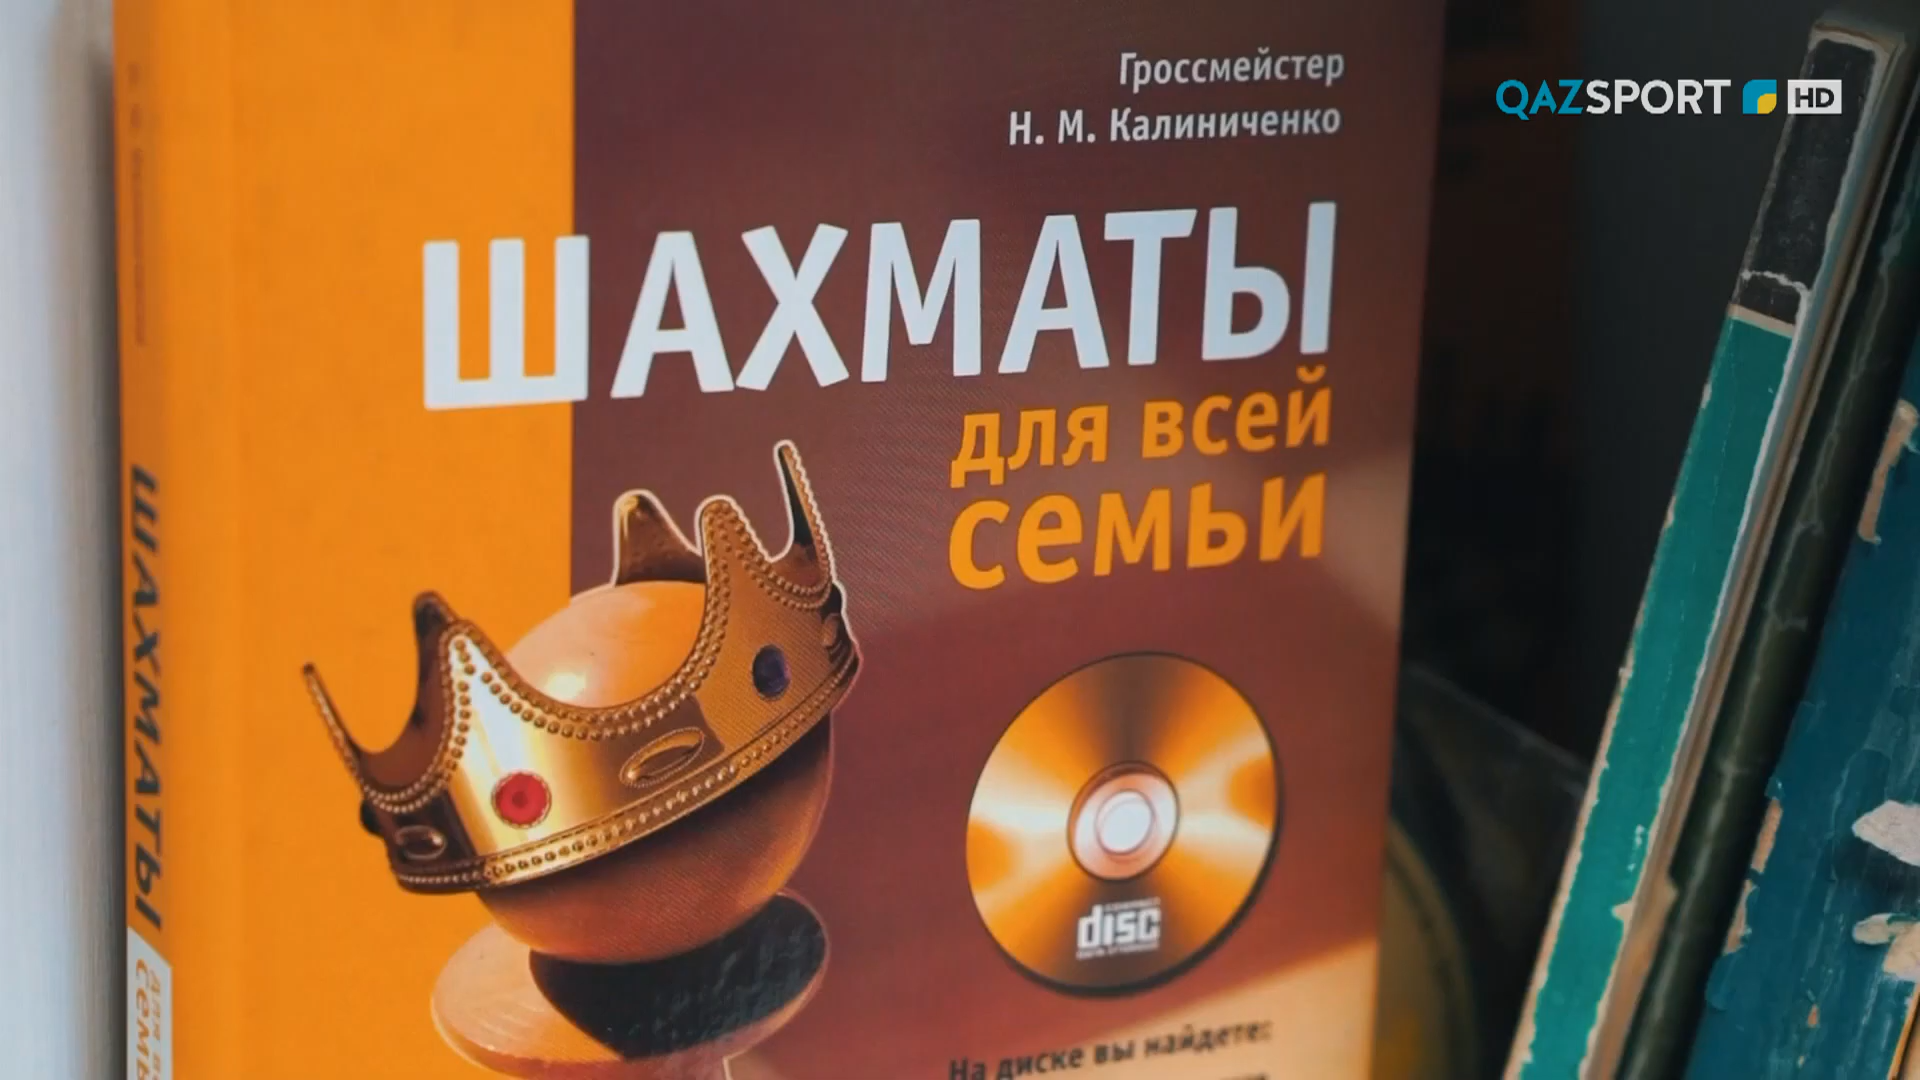 Гроссмейстер
Н. М. Калиниченко
QAZSPORT HD
ШАХМАТЫ
для всей
семьи
disc
На диске вы найдете:
ШАХМАТЫ